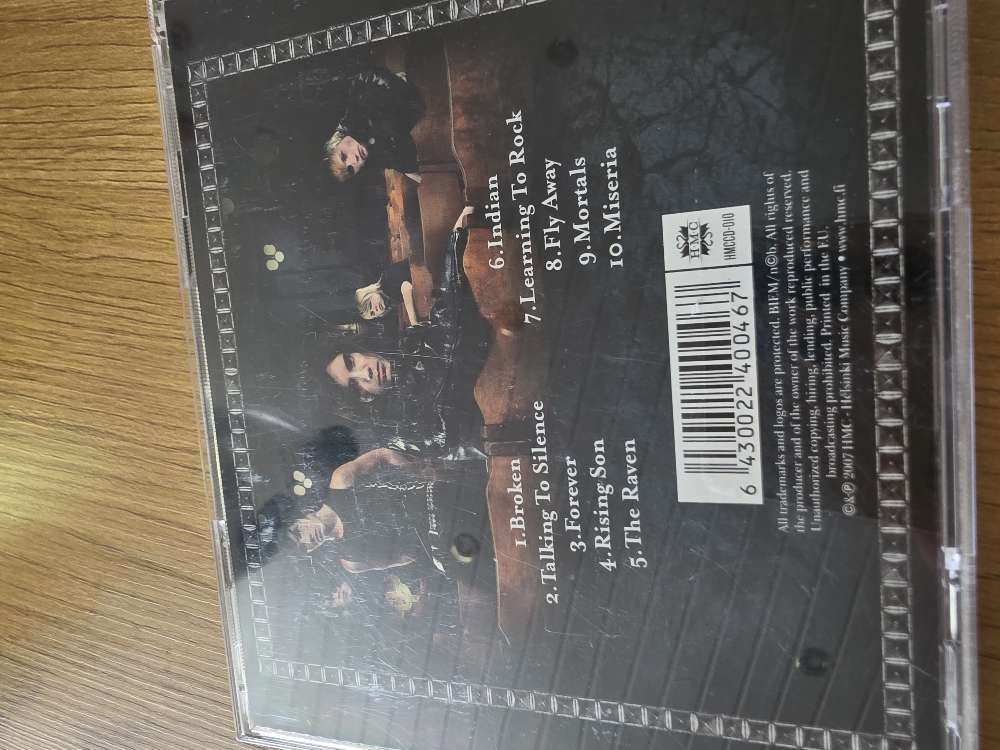 1.Broken
2.Talking To Silence
3.Forever
4.Rising Son
5.The Raven
6.Indian
7.Learning To Rock
8.Fly Away
9.Mortals
10.Miseria
6 430022 400467
HMC
HMCCD-010
All trademarks and logos are protected. BIEM/n©b. All rights of
the producer and of the owner of the work reproduced reserved.
Unauthorized copying, hiring, lending, public performance and
broadcasting prohibited. Printed in the EU.
©&℗ 2007 HMC - Helsinki Music Company • www.hmc.fi